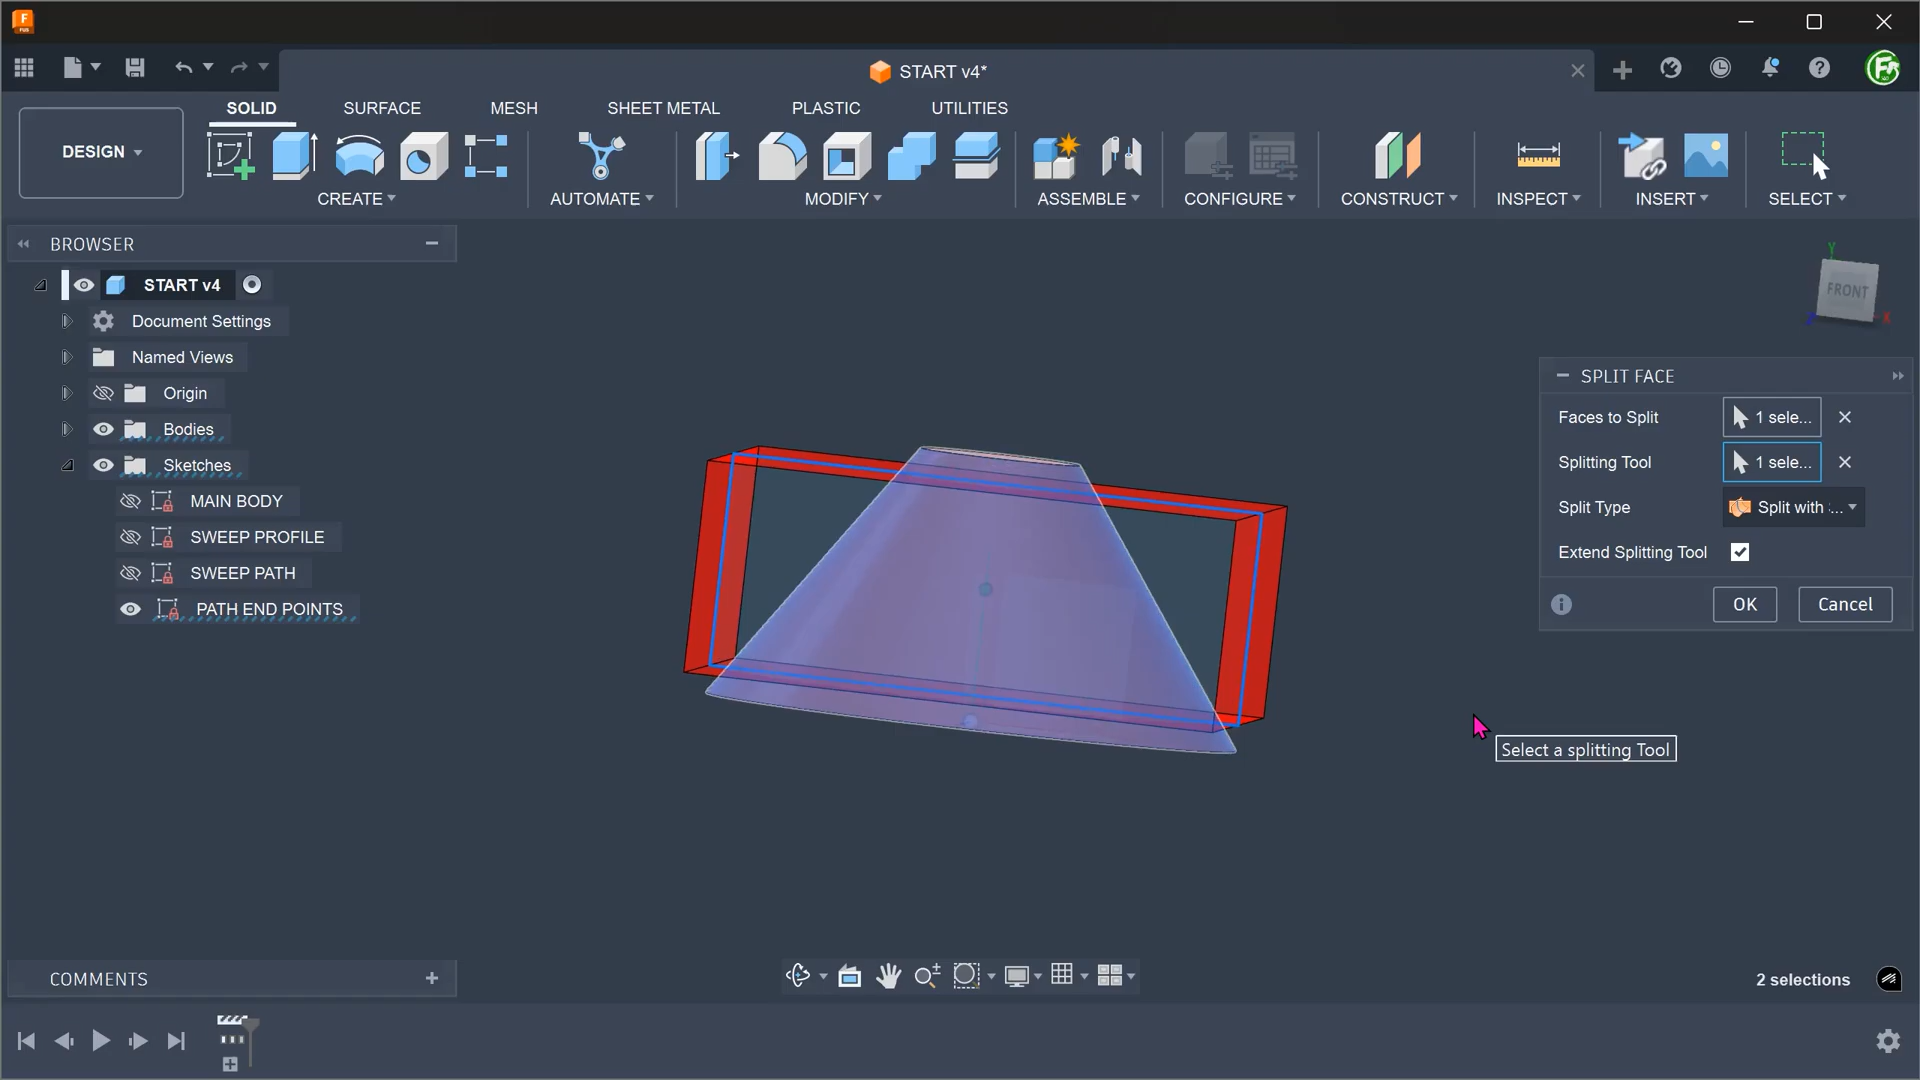 START v4*
SOLID
SURFACE
MESH
SHEET METAL
PLASTIC
UTILITIES
DESIGN
CREATE
AUTOMATE
MODIFY
ASSEMBLE
CONFIGURE
CONSTRUCT
INSPECT
INSERT
SELECT
BROWSER
START v4
Document Settings
Named Views
Origin
Bodies
Sketches
MAIN BODY
SWEEP PROFILE
SWEEP PATH
PATH END POINTS
Y
FRONT
X
SPLIT FACE
Faces to Split
1 sele...
Splitting Tool
1 sele...
Split Type
Split with :...
Extend Splitting Tool
OK
Cancel
Select a splitting Tool
COMMENTS
2 selections